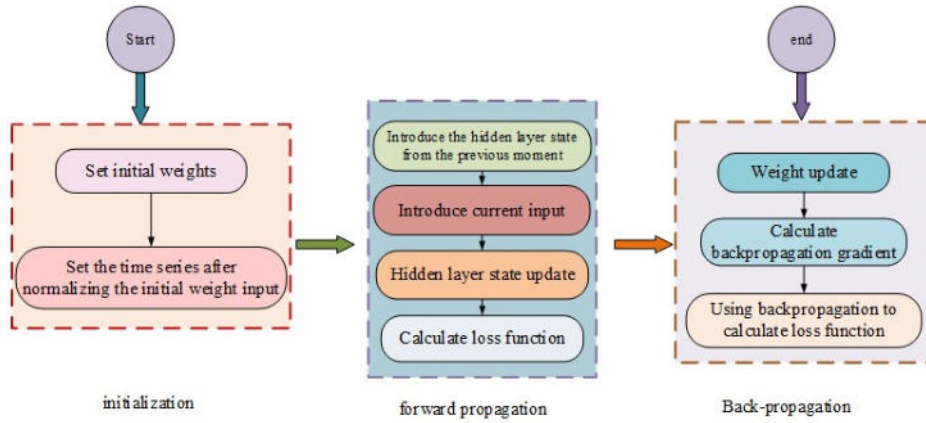 Start
Set initial weights
Set the time series after
normalizing the initial weight input
initialization
Introduce the hidden layer state
from the previous moment
Introduce current input
Hidden layer state update
Calculate loss function
forward propagation
end
Weight update
Calculate
backpropagation gradient
Using backpropagation to
calculate loss function
Back-propagation